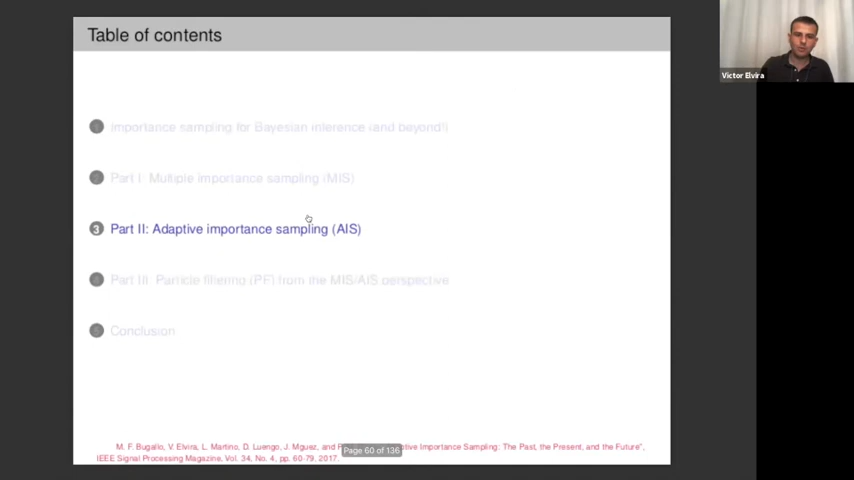 Table of contents
Victor Elvira
Importance sampling for Bayesian inference (and beyond!)
Part I: Multiple importance sampling (MIS)
3 Part II: Adaptive importance sampling (AIS)
Part III: Particle filtering (PF) from the MIS/AIS perspective
Conclusion
M. F. Bugallo, V. Elvira, L. Martino, D. Luengo, J. Míguez, and P Adaptive Importance Sampling: The Past, the Present, and the Future",
Page 60 of 136
IEEE Signal Processing Magazine, Vol. 34, No. 4, pp. 60-79, 2017.